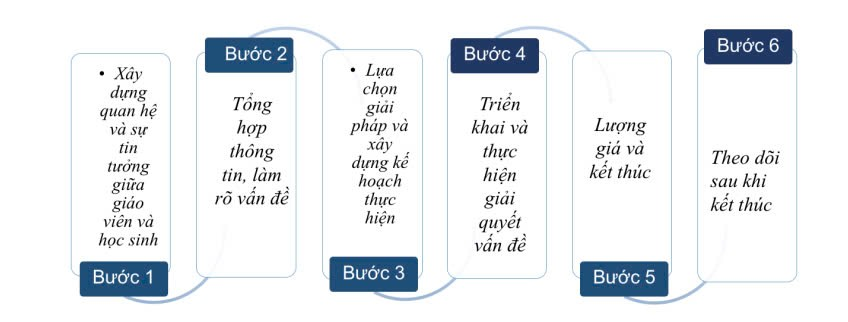 • Xây
dựng
quan hệ
và sự
tin
tưởng
giữa
giáo
viên và
học sinh
Bước 1
Bước 2
Tổng
hợp
thông
tin, làm
rõ vấn đề
• Lựa
chọn
giải
pháp và
xây
dựng kế
hoạch
thực
hiện
Bước 3
Bước 4
Triển
khai và
thực
hiện
giải
quyết
vấn đề
Lượng
giá và
kết thúc
Bước 5
Bước 6
Theo dõi
sau khi
kết thúc